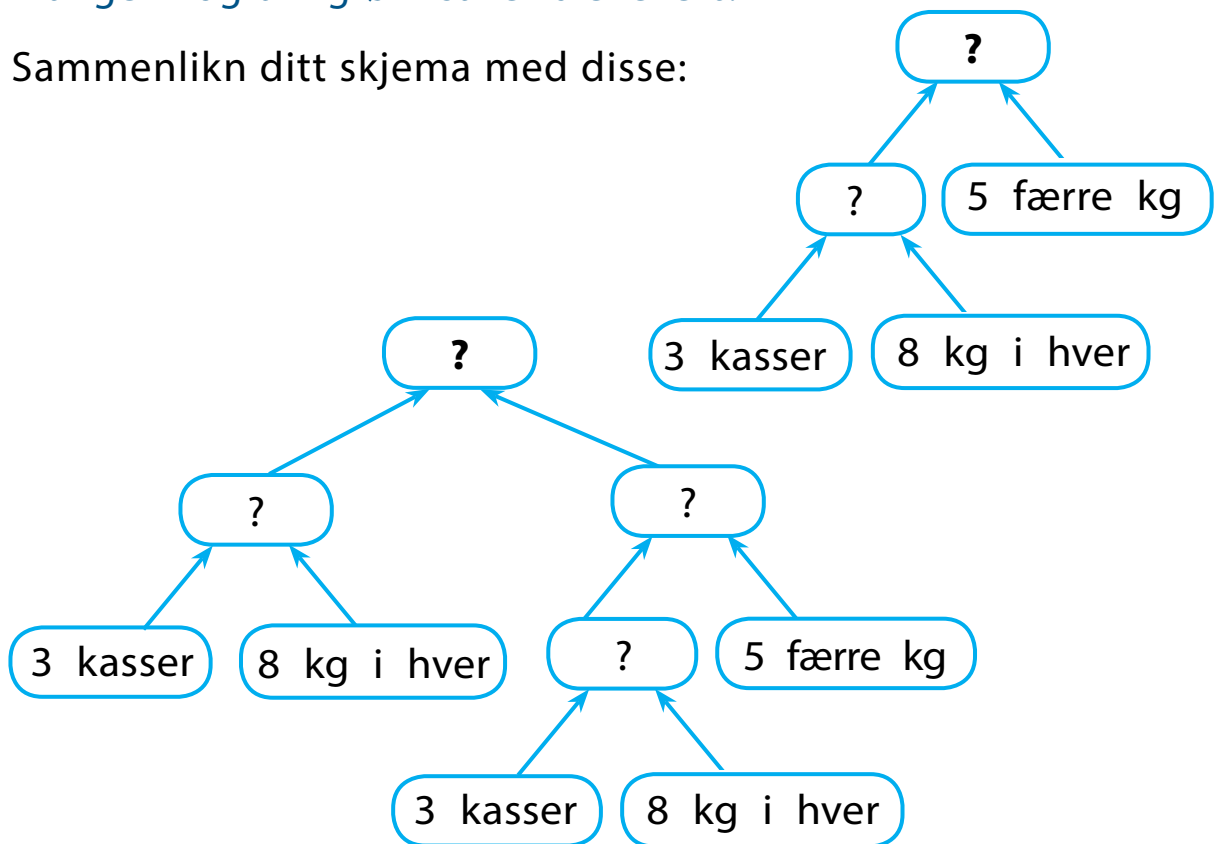 Sammenlikn ditt skjema med disse:
?
?
5 færre kg
3 kasser
8 kg i hver
?
?
?
3 kasser
8 kg i hver
?
5 færre kg
3 kasser
8 kg i hver